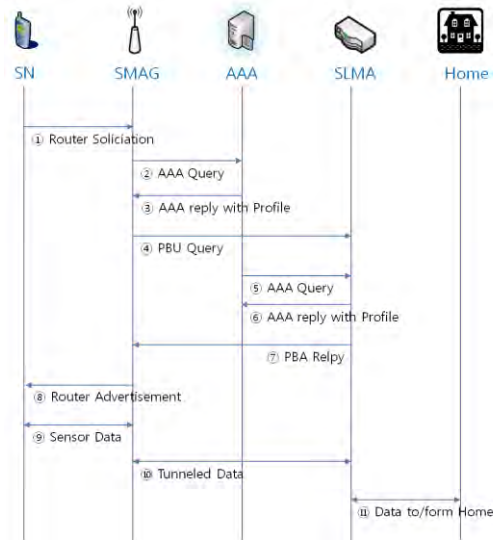 SN SMAG AAA SLMA Home
① Router Soliciation
② AAA Query
③ AAA reply with Profile
④ PBU Query
⑤ AAA Query
⑥ AAA reply with Profile
⑦ PBA Relpy
⑧ Router Advertisement
⑨ Sensor Data
⑩ Tunneled Data
⑪ Data to/form Home